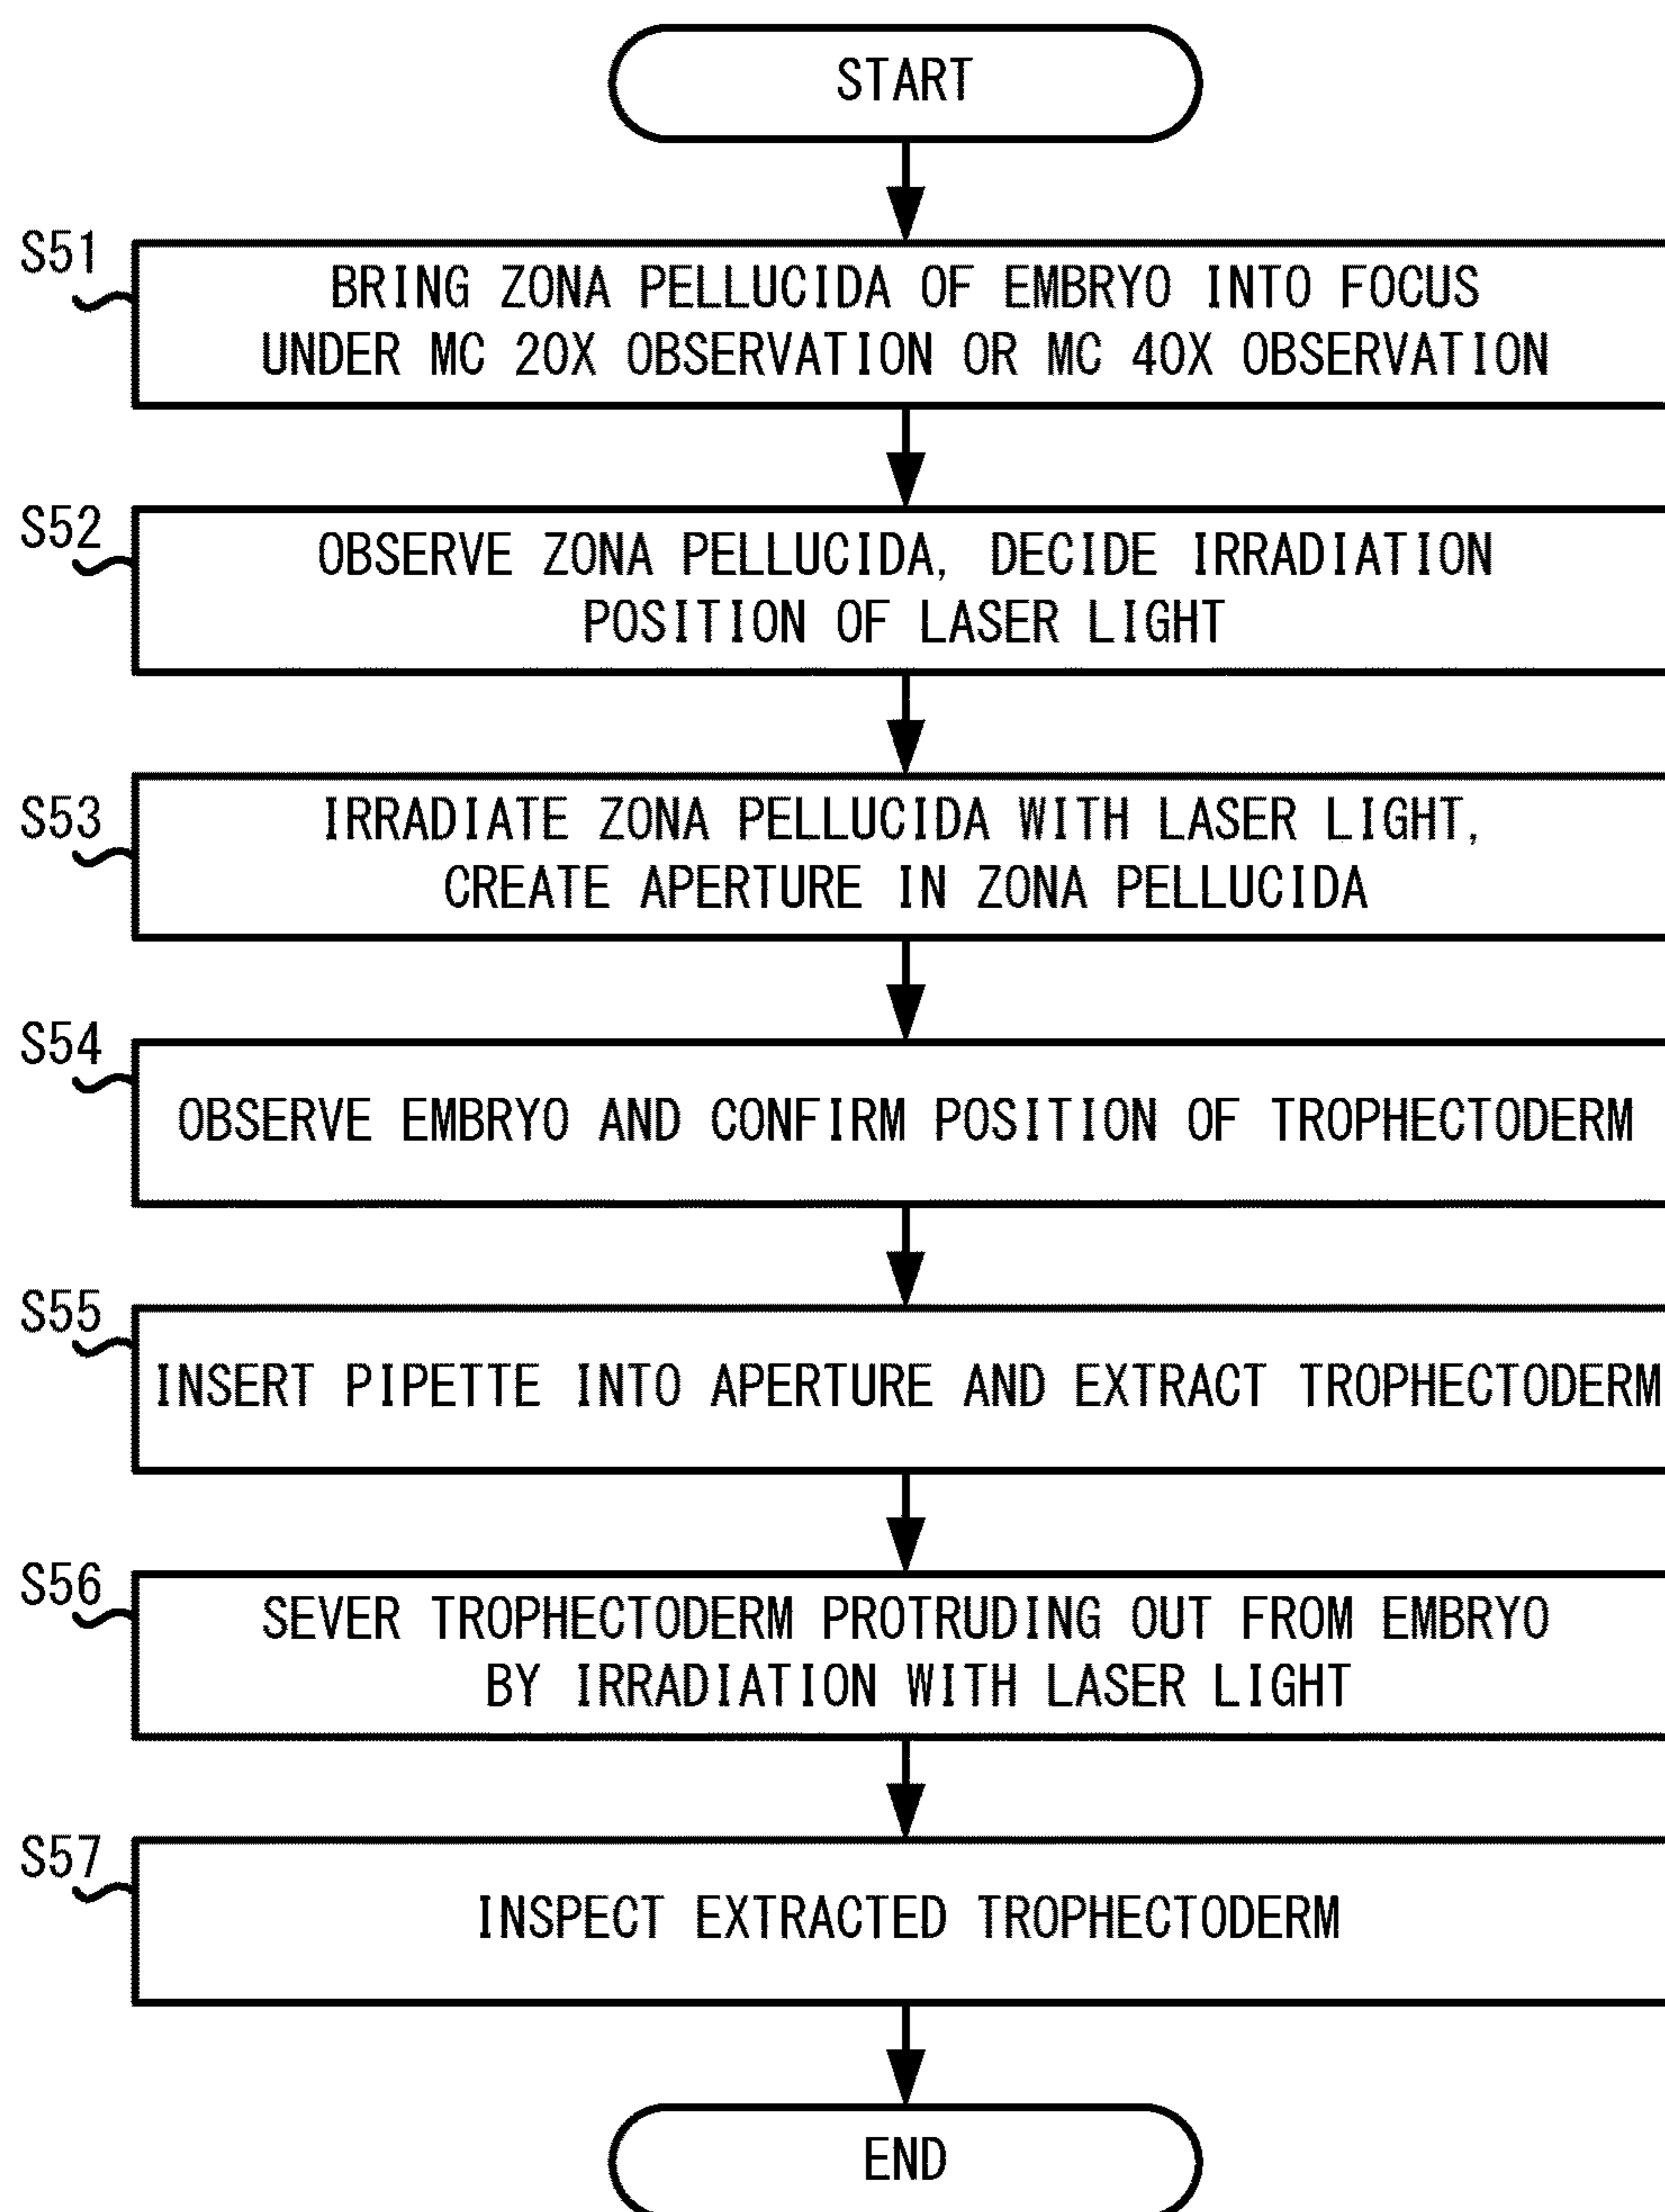 START
S51
BRING ZONA PELLUCIDA OF EMBRYO INTO FOCUS
UNDER MC 20X OBSERVATION OR MC 40X OBSERVATION
S52
OBSERVE ZONA PELLUCIDA, DECIDE IRRADIATION
POSITION OF LASER LIGHT
S53
IRRADIATE ZONA PELLUCIDA WITH LASER LIGHT,
CREATE APERTURE IN ZONA PELLUCIDA
S54
OBSERVE EMBRYO AND CONFIRM POSITION OF TROPHECTODERM
S55
INSERT PIPETTE INTO APERTURE AND EXTRACT TROPHECTODERM
S56
SEVER TROPHECTODERM PROTRUDING OUT FROM EMBRYO
BY IRRADIATION WITH LASER LIGHT
S57
INSPECT EXTRACTED TROPHECTODERM
END